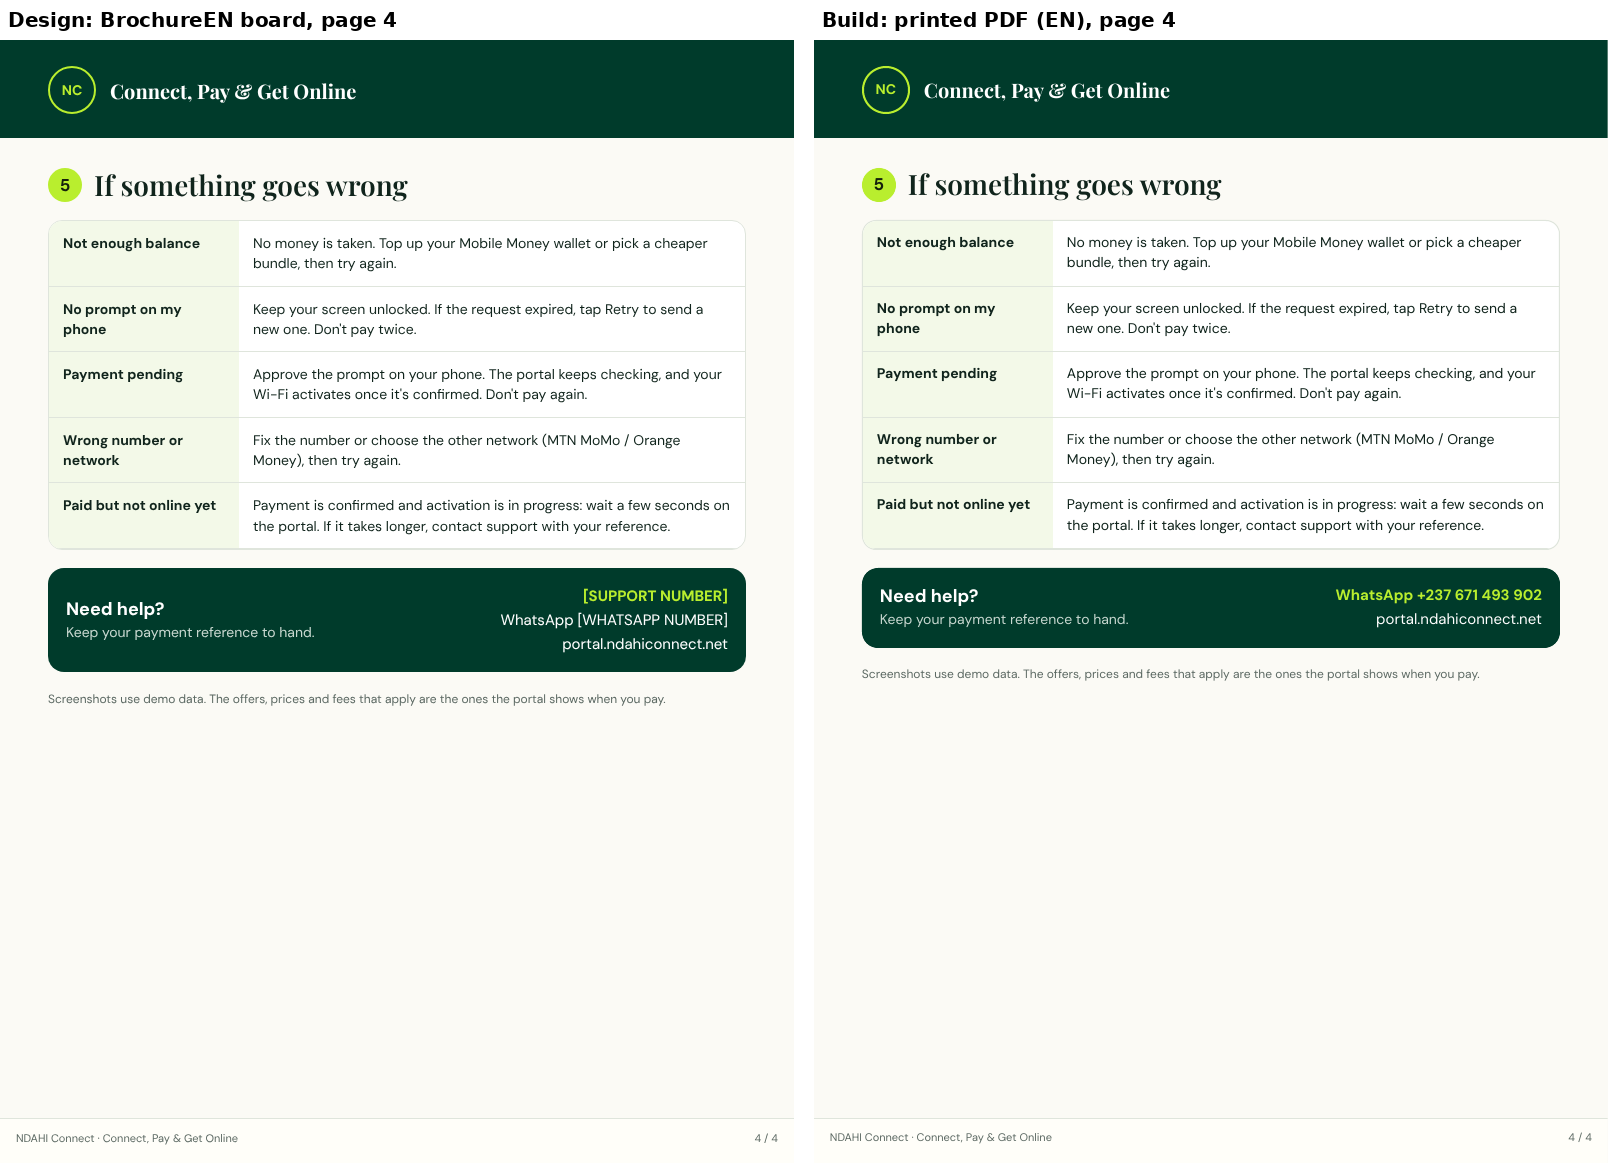 Design: BrochureEN board, page 4
NC
Connect, Pay & Get Online
5
If something goes wrong
Not enough balance
No money is taken. Top up your Mobile Money wallet or pick a cheaper
bundle, then try again.
No prompt on my
phone
Keep your screen unlocked. If the request expired, tap Retry to send a
new one. Don't pay twice.
Payment pending
Approve the prompt on your phone. The portal keeps checking, and your
Wi-Fi activates once it's confirmed. Don't pay again.
Wrong number or
network
Fix the number or choose the other network (MTN MoMo / Orange
Money), then try again.
Paid but not online yet
Payment is confirmed and activation is in progress: wait a few seconds on
the portal. If it takes longer, contact support with your reference.
Need help?
Keep your payment reference to hand.
[SUPPORT NUMBER]
WhatsApp [WHATSAPP NUMBER]
portal.ndahiconnect.net
Screenshots use demo data. The offers, prices and fees that apply are the ones the portal shows when you pay.
NDAHI Connect · Connect, Pay & Get Online
4 / 4
Build: printed PDF (EN), page 4
NC
Connect, Pay & Get Online
5
If something goes wrong
Not enough balance
No money is taken. Top up your Mobile Money wallet or pick a cheaper
bundle, then try again.
No prompt on my
phone
Keep your screen unlocked. If the request expired, tap Retry to send a
new one. Don't pay twice.
Payment pending
Approve the prompt on your phone. The portal keeps checking, and your
Wi-Fi activates once it's confirmed. Don't pay again.
Wrong number or
network
Fix the number or choose the other network (MTN MoMo / Orange
Money), then try again.
Paid but not online yet
Payment is confirmed and activation is in progress: wait a few seconds on
the portal. If it takes longer, contact support with your reference.
Need help?
Keep your payment reference to hand.
WhatsApp +237 671 493 902
portal.ndahiconnect.net
Screenshots use demo data. The offers, prices and fees that apply are the ones the portal shows when you pay.
NDAHI Connect · Connect, Pay & Get Online
4 / 4